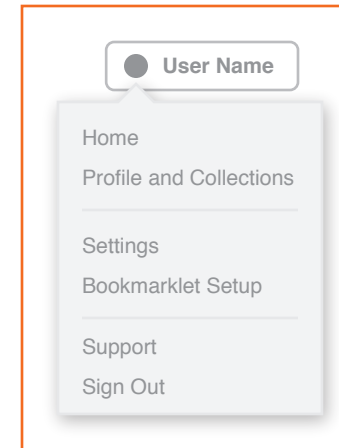 User Name
Home
Profile and Collections
Settings
Bookmarklet Setup
Support
Sign Out